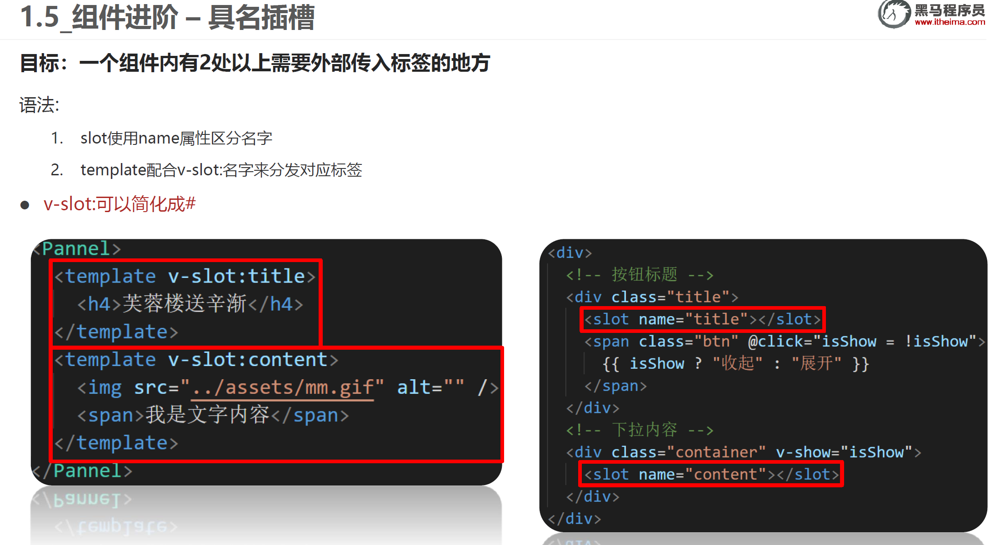 1.5_组件进阶 – 具名插槽
黑马程序员
www.itheima.com
目标：一个组件内有2处以上需要外部传入标签的地方
语法:
1. slot使用name属性区分名字
2. template配合v-slot:名字来分发对应标签
● v-slot:可以简化成#
<Pannel>
<template v-slot:title>
<h4>芙蓉楼送辛渐</h4>
</template>
<template v-slot:content>
<img src="../assets/mm.gif" alt="" />
<span>我是文字内容</span>
</template>
</Pannel>
<div>
<!-- 按钮标题 -->
<div class="title">
<slot name="title"></slot>
<span class="btn" @click="isShow = !isShow">
{{ isShow ? "收起" : "展开" }}
</span>
</div>
<!-- 下拉内容 -->
<div class="container" v-show="isShow">
<slot name="content"></slot>
</div>
</div>